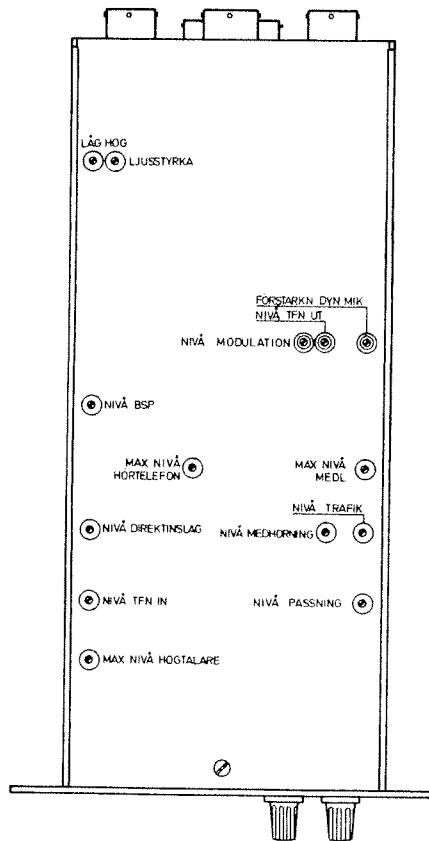 LÅG HÖG
LJUSSTYRKA
FÖRSTÄRKN DYN MIK
NIVÅ TFN UT
NIVÅ MODULATION
NIVÅ BSP
MAX NIVÅ
HÖRTELEFON
MAX NIVÅ
MEDL
NIVÅ TRAFIK
NIVÅ DIREKTINSLAG
NIVÅ MEDHÖRNING
NIVÅ TFN IN
NIVÅ PASSNING
MAX NIVÅ HÖGTALARE